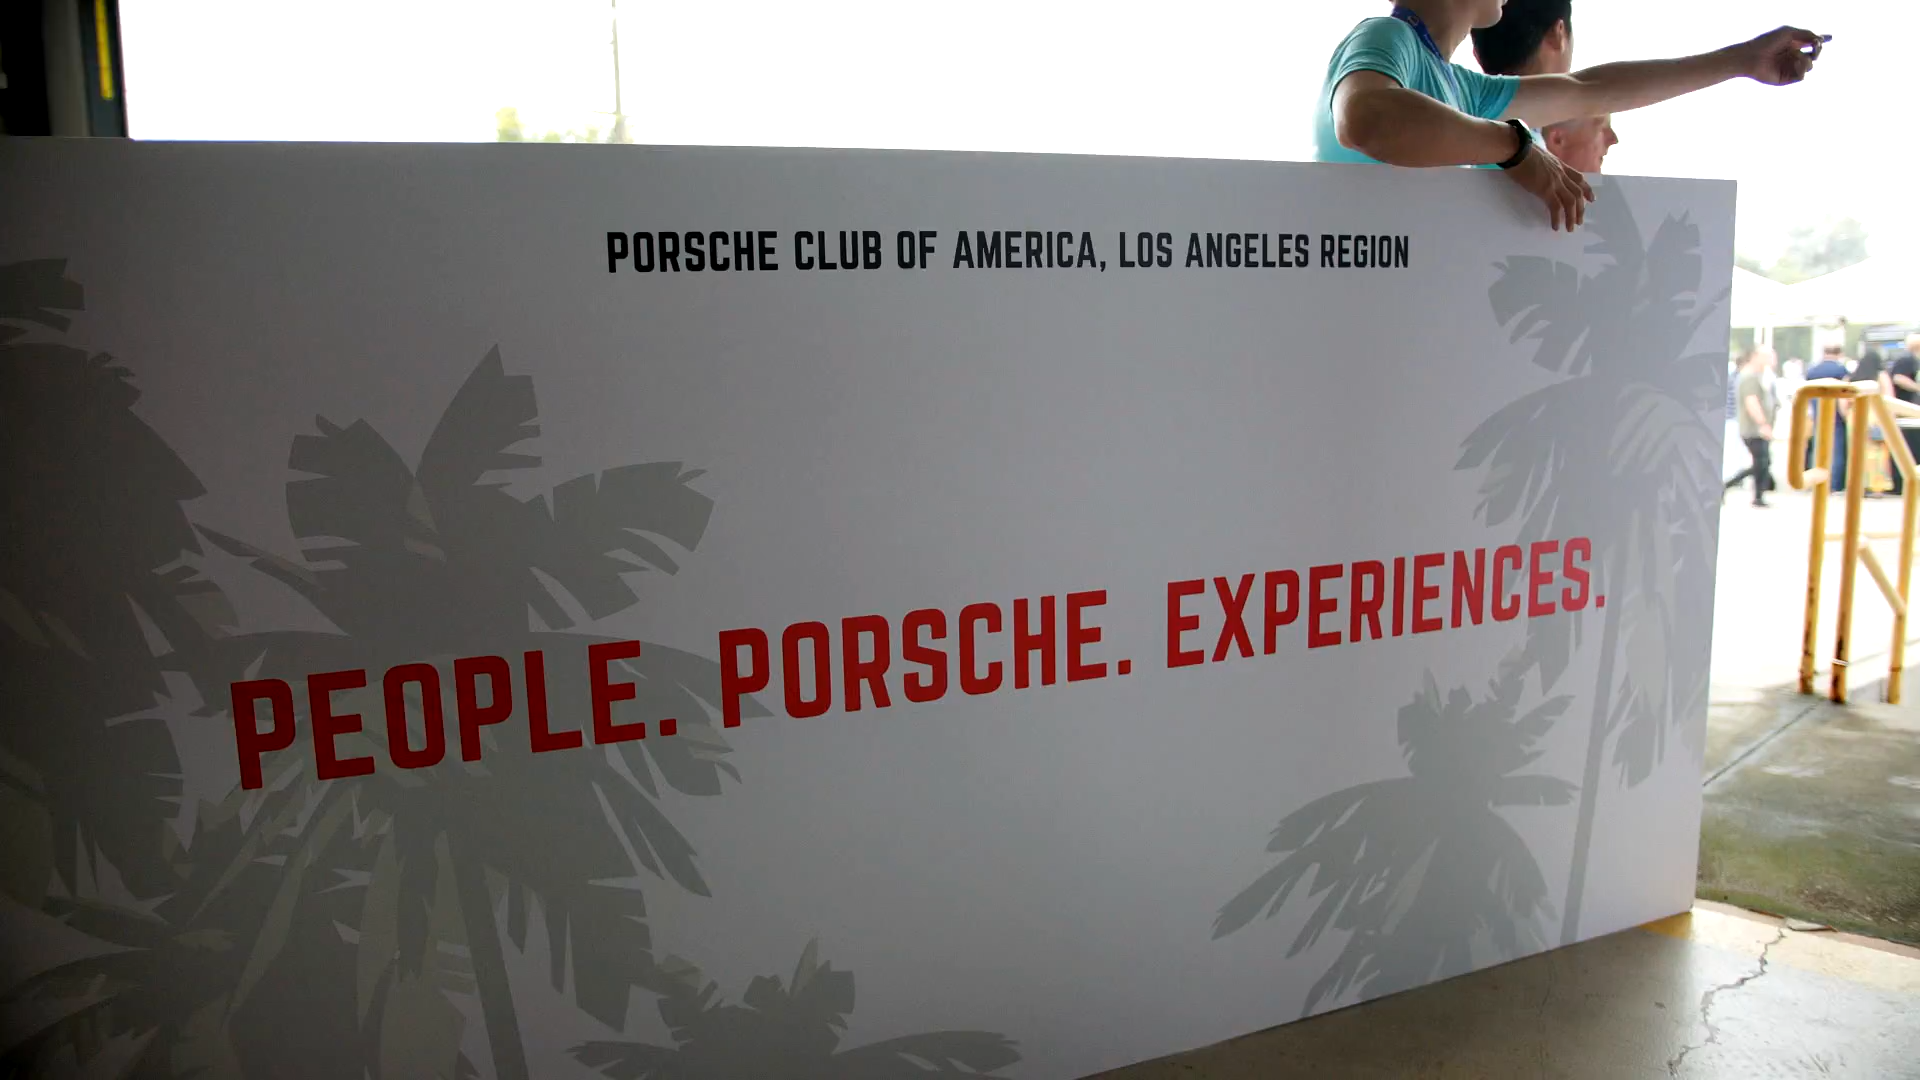 PORSCHE CLUB OF AMERICA, LOS ANGELES REGION
PEOPLE. PORSCHE. EXPERIENCES.